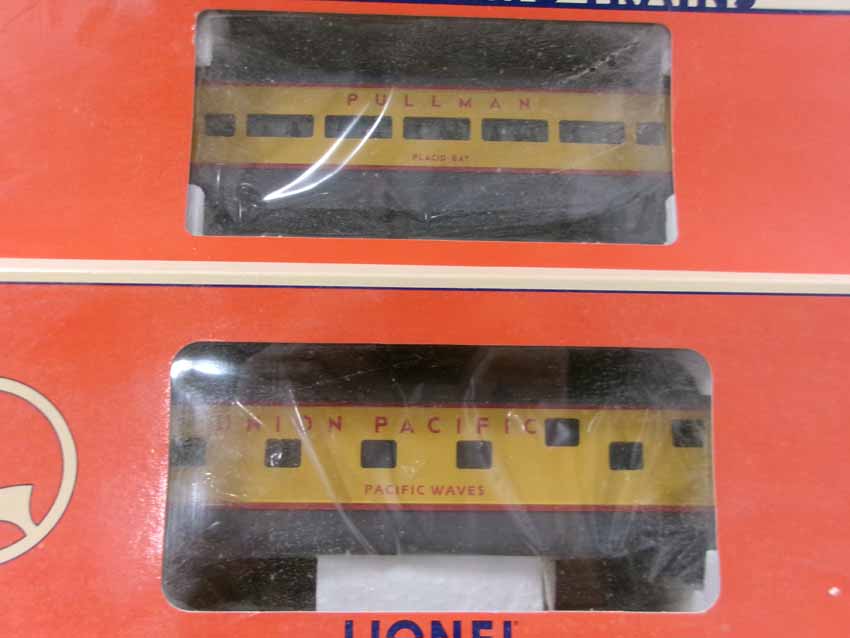 PULLMAN
PLACID BAY
UNION PACIFIC
PACIFIC WAVES
LIONEL